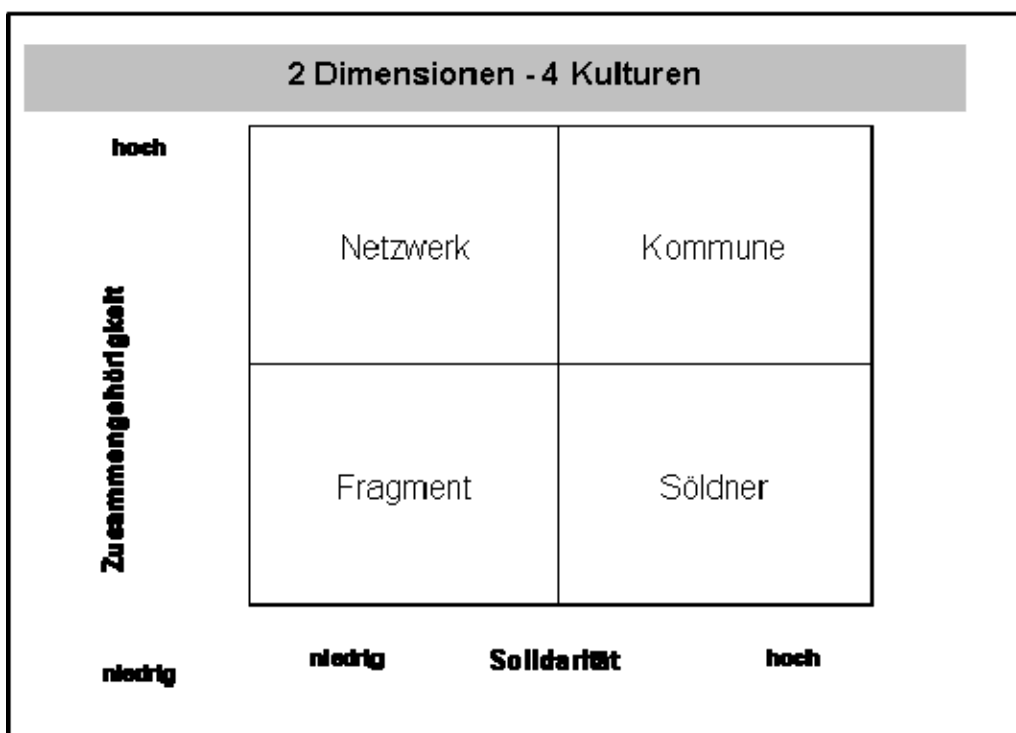 2 Dimensionen - 4 Kulturen
hoch
Netzwerk
Kommune
Zusammengehörigkeit
Fragment
Söldner
niedrig
niedrig
Solidarität
hoch